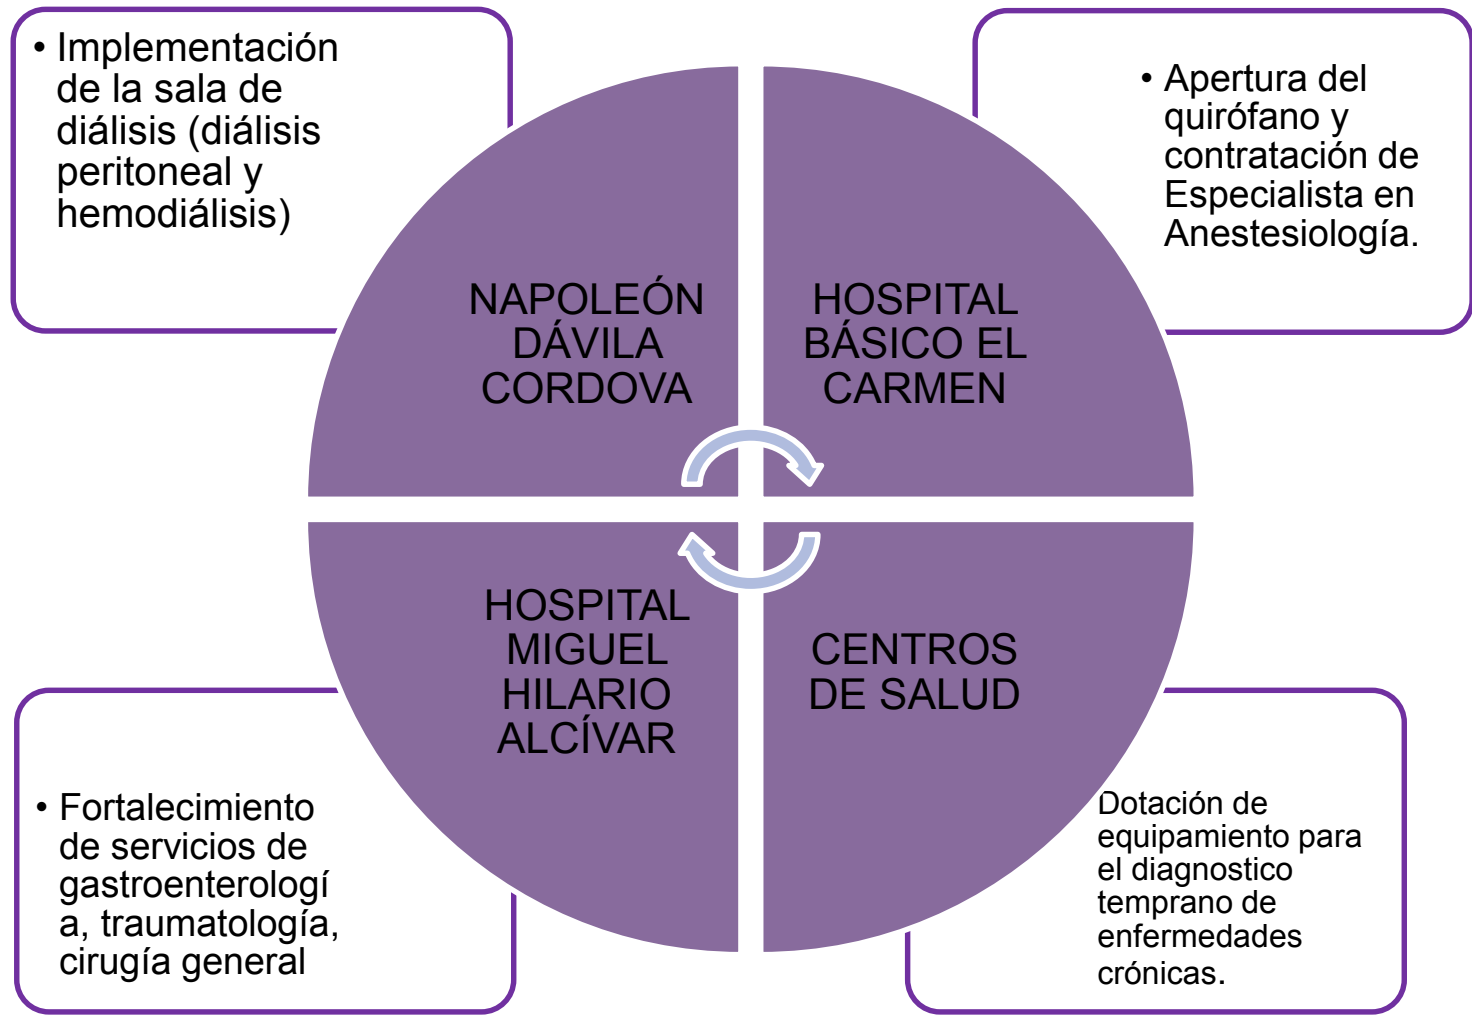 • Implementación
de la sala de
diálisis (diálisis
peritoneal y
hemodiálisis)
• Apertura del
quirófano y
contratación de
Especialista en
Anestesiología.
NAPOLEÓN
DÁVILA
CORDOVA
HOSPITAL
BÁSICO EL
CARMEN
HOSPITAL
MIGUEL
HILARIO
ALCÍVAR
CENTROS
DE SALUD
• Fortalecimiento
de servicios de
gastroenterologí
a, traumatología,
cirugía general
Dotación de
equipamiento para
el diagnostico
temprano de
enfermedades
crónicas.